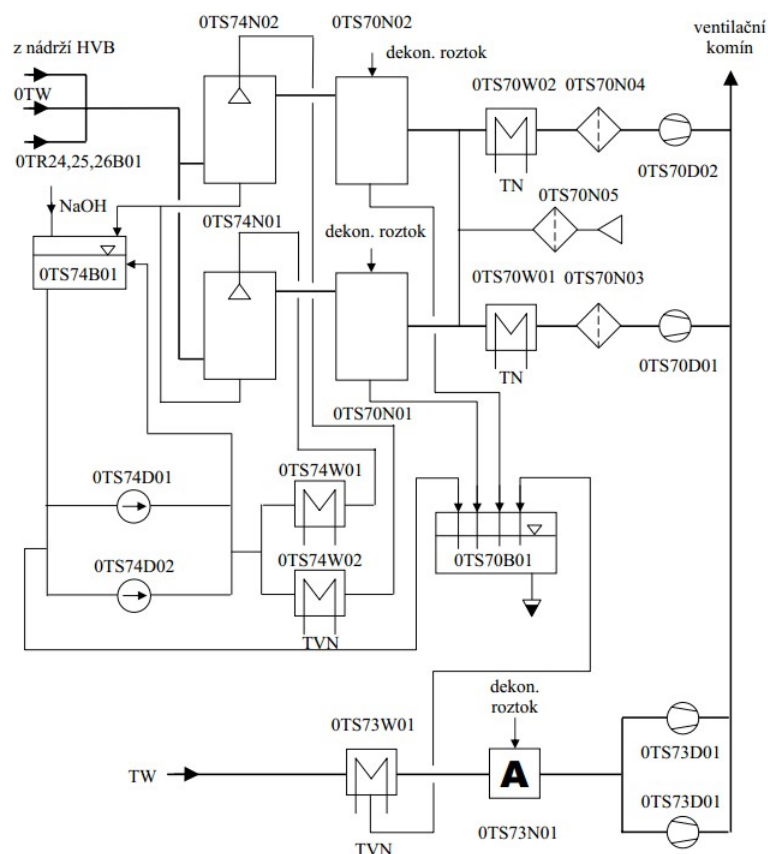 0TS74N02
0TS70N02
ventilační
komín
z nádrží HVB
dekon. roztok
0TW
0TS70W02
0TS70N04
0TR24,25,26B01
TN
0TS70D02
NaOH
0TS74N01
0TS70N05
dekon. roztok
0TS74B01
0TS70W01
0TS70N03
TN
0TS70D01
0TS70N01
0TS74D01
0TS74W01
0TS74D02
0TS74W02
0TS70B01
TVN
dekon.
roztok
0TS73W01
0TS73D01
TW
A
0TS73D01
0TS73N01
TVN